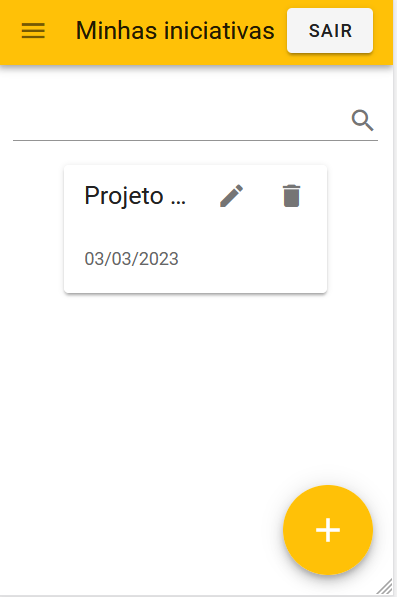 Minhas iniciativas
SAIR
Projeto ...
03/03/2023